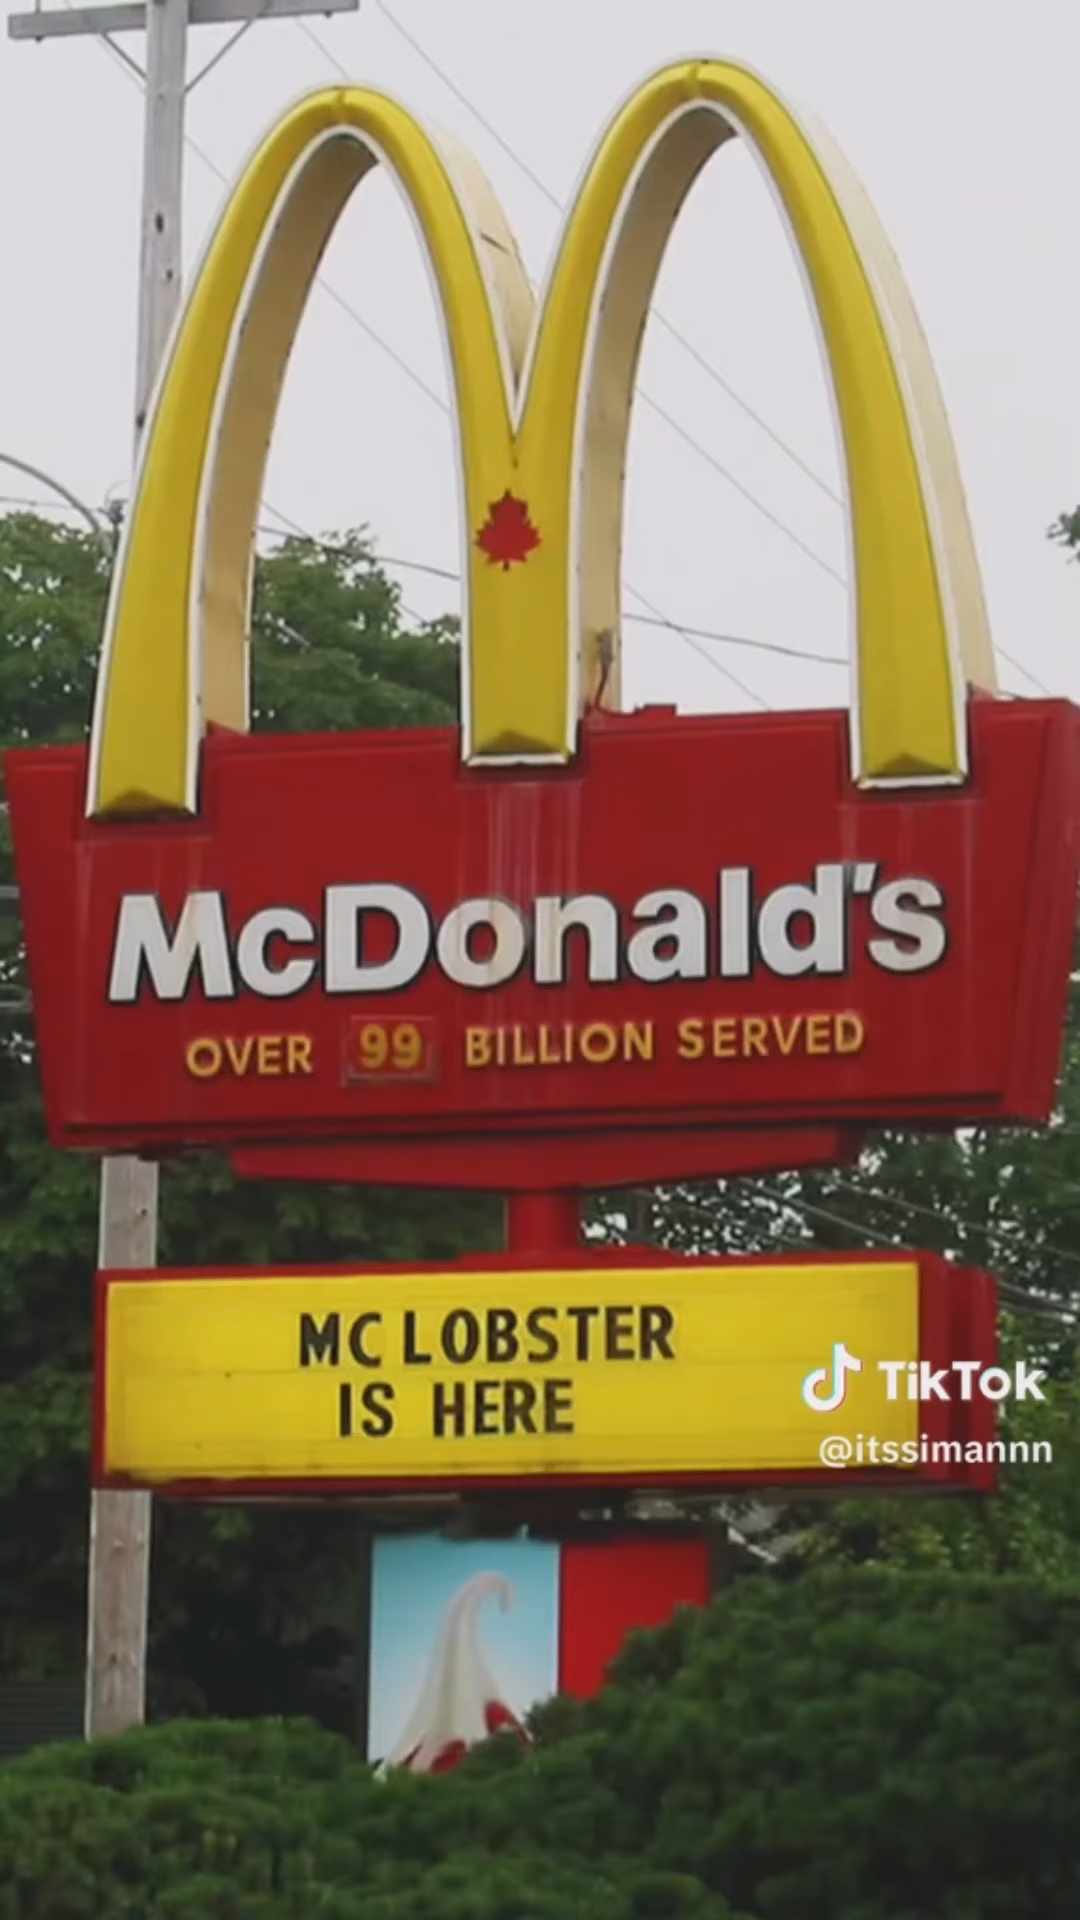 McDonald's
OVER 99 BILLION SERVED
MC LOBSTER
IS HERE
TikTok
@itssimannn